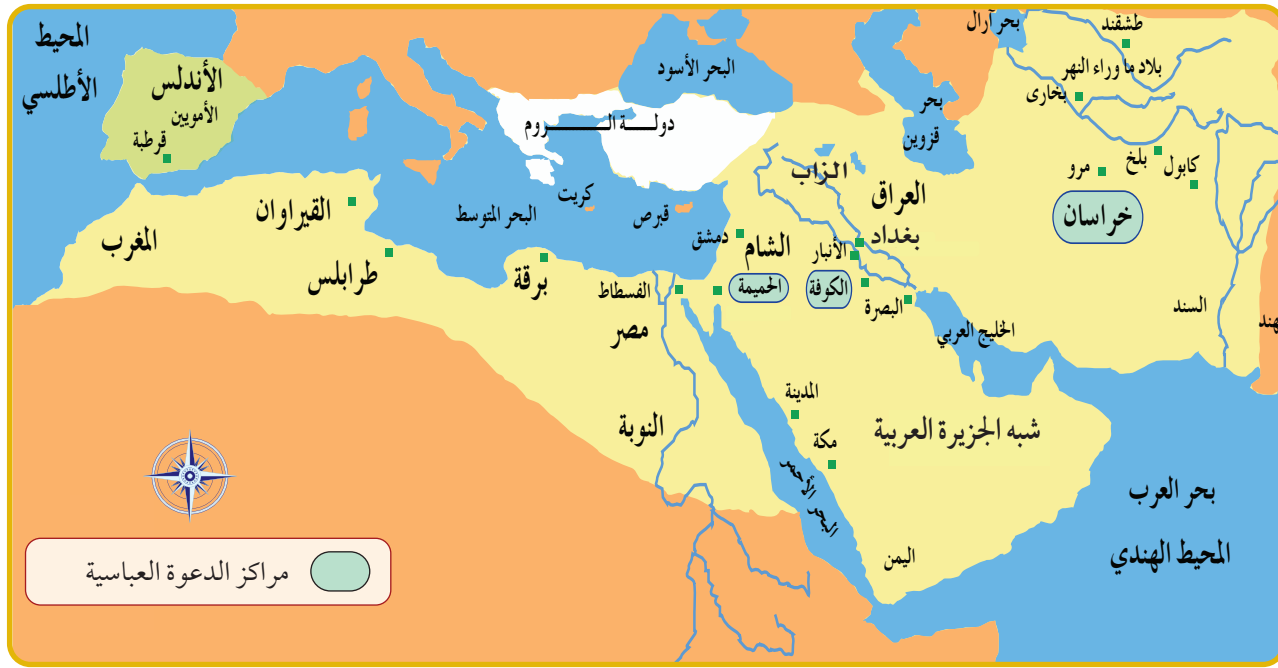 المحيط
الأطلسي
الأندلس
الأمويين
قرطبة
البحر الأسود
دولـــة الـــــــروم
بحر آرال
طشقند
بلاد ما وراء النهر
بخارى
بحر
قزوين
مرو
بلخ
كابول
خراسان
الزاب
العراق
بغداد
الأنبار
الكوفة
البصرة
الشام
دمشق
الحميمة
كريت
قبرص
البحر المتوسط
القيراوان
المغرب
طرابلس
برقة
الفسطاط
مصر
النوبة
الخليج العربي
السند
هند
المدينة
مكة
شبه الجزيرة العربية
البحر الأحمر
اليمن
بحر العرب
المحيط الهندي
مراكز الدعوة العباسية